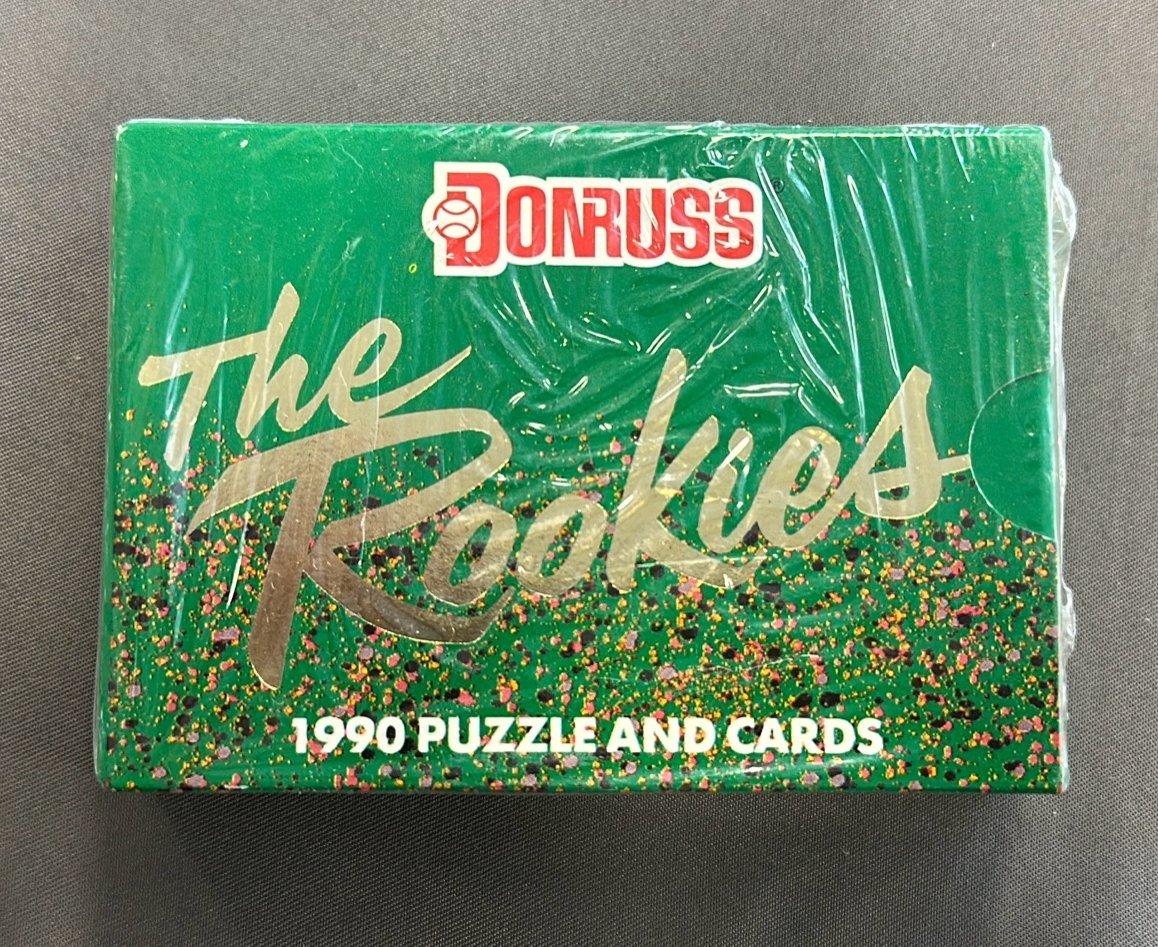 DONRUSS®
The
Rookies
1990 PUZZLE AND CARDS